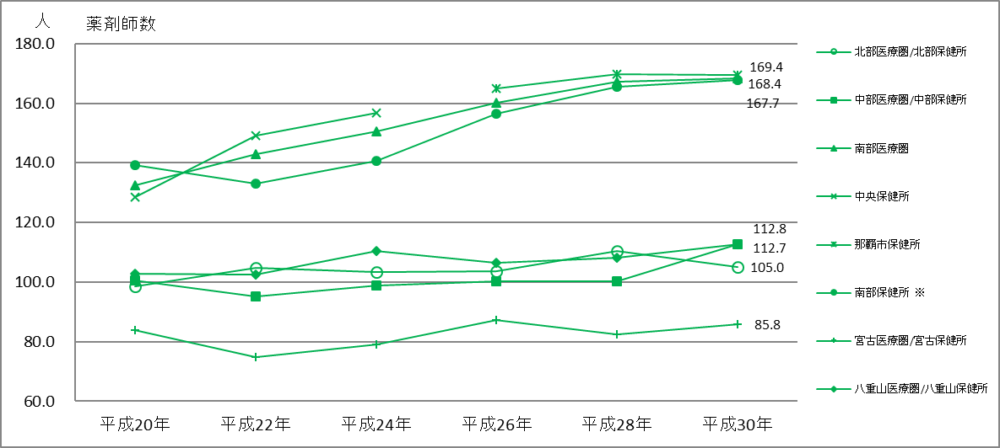 人 薬剤師数
180.0
160.0
140.0
120.0
100.0
80.0
60.0
平成20年 平成22年 平成24年 平成26年 平成28年 平成30年
169.4
168.4
167.7
112.8
112.7
105.0
85.8
北部医療圏/北部保健所
中部医療圏/中部保健所
南部医療圏
中央保健所
那覇市保健所
南部保健所 ※
宮古医療圏/宮古保健所
八重山医療圏/八重山保健所